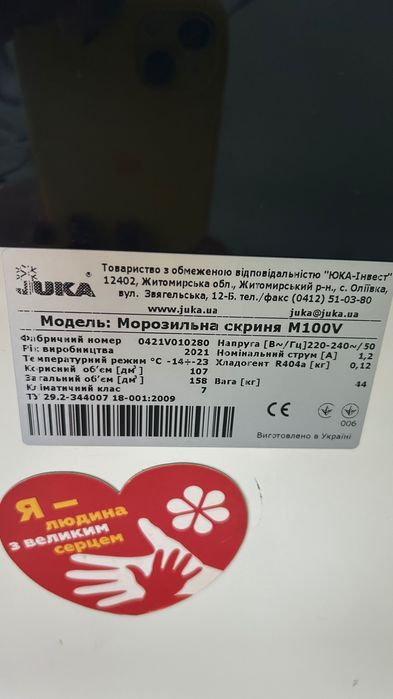 JUKA®
Товариство з обмеженою відповідальністю "ЮКА-Інвест"
12402, Житомирська обл., Житомирський р-н., с. Оліївка,
вул. Звягельська, 12-Б. тел./факс (0412) 51-03-80
www.juka.ua juka@juka.ua
Модель: Морозильна скриня M100V
Фабричний номер 0421V010280 Напруга [В~/Гц]220-240~/50
Рік виробництва 2021 Номінальний струм [А] 1,2
Температурний режим °С -14÷-23 Хладогент R404a [кг] 0,12
Корисний об'єм [дм³] 107
Загальний об'єм [дм³] 158 Вага [кг] 44
Кліматичний клас 7
ТУ 29.2-344007 18-001:2009
CE
006
Виготовлено в Україні
Я –
людина
з великим
серцем